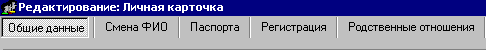 Редактирование: Личная карточка
Общие данные Смена ФИО Паспорта Регистрация Родственные отношения